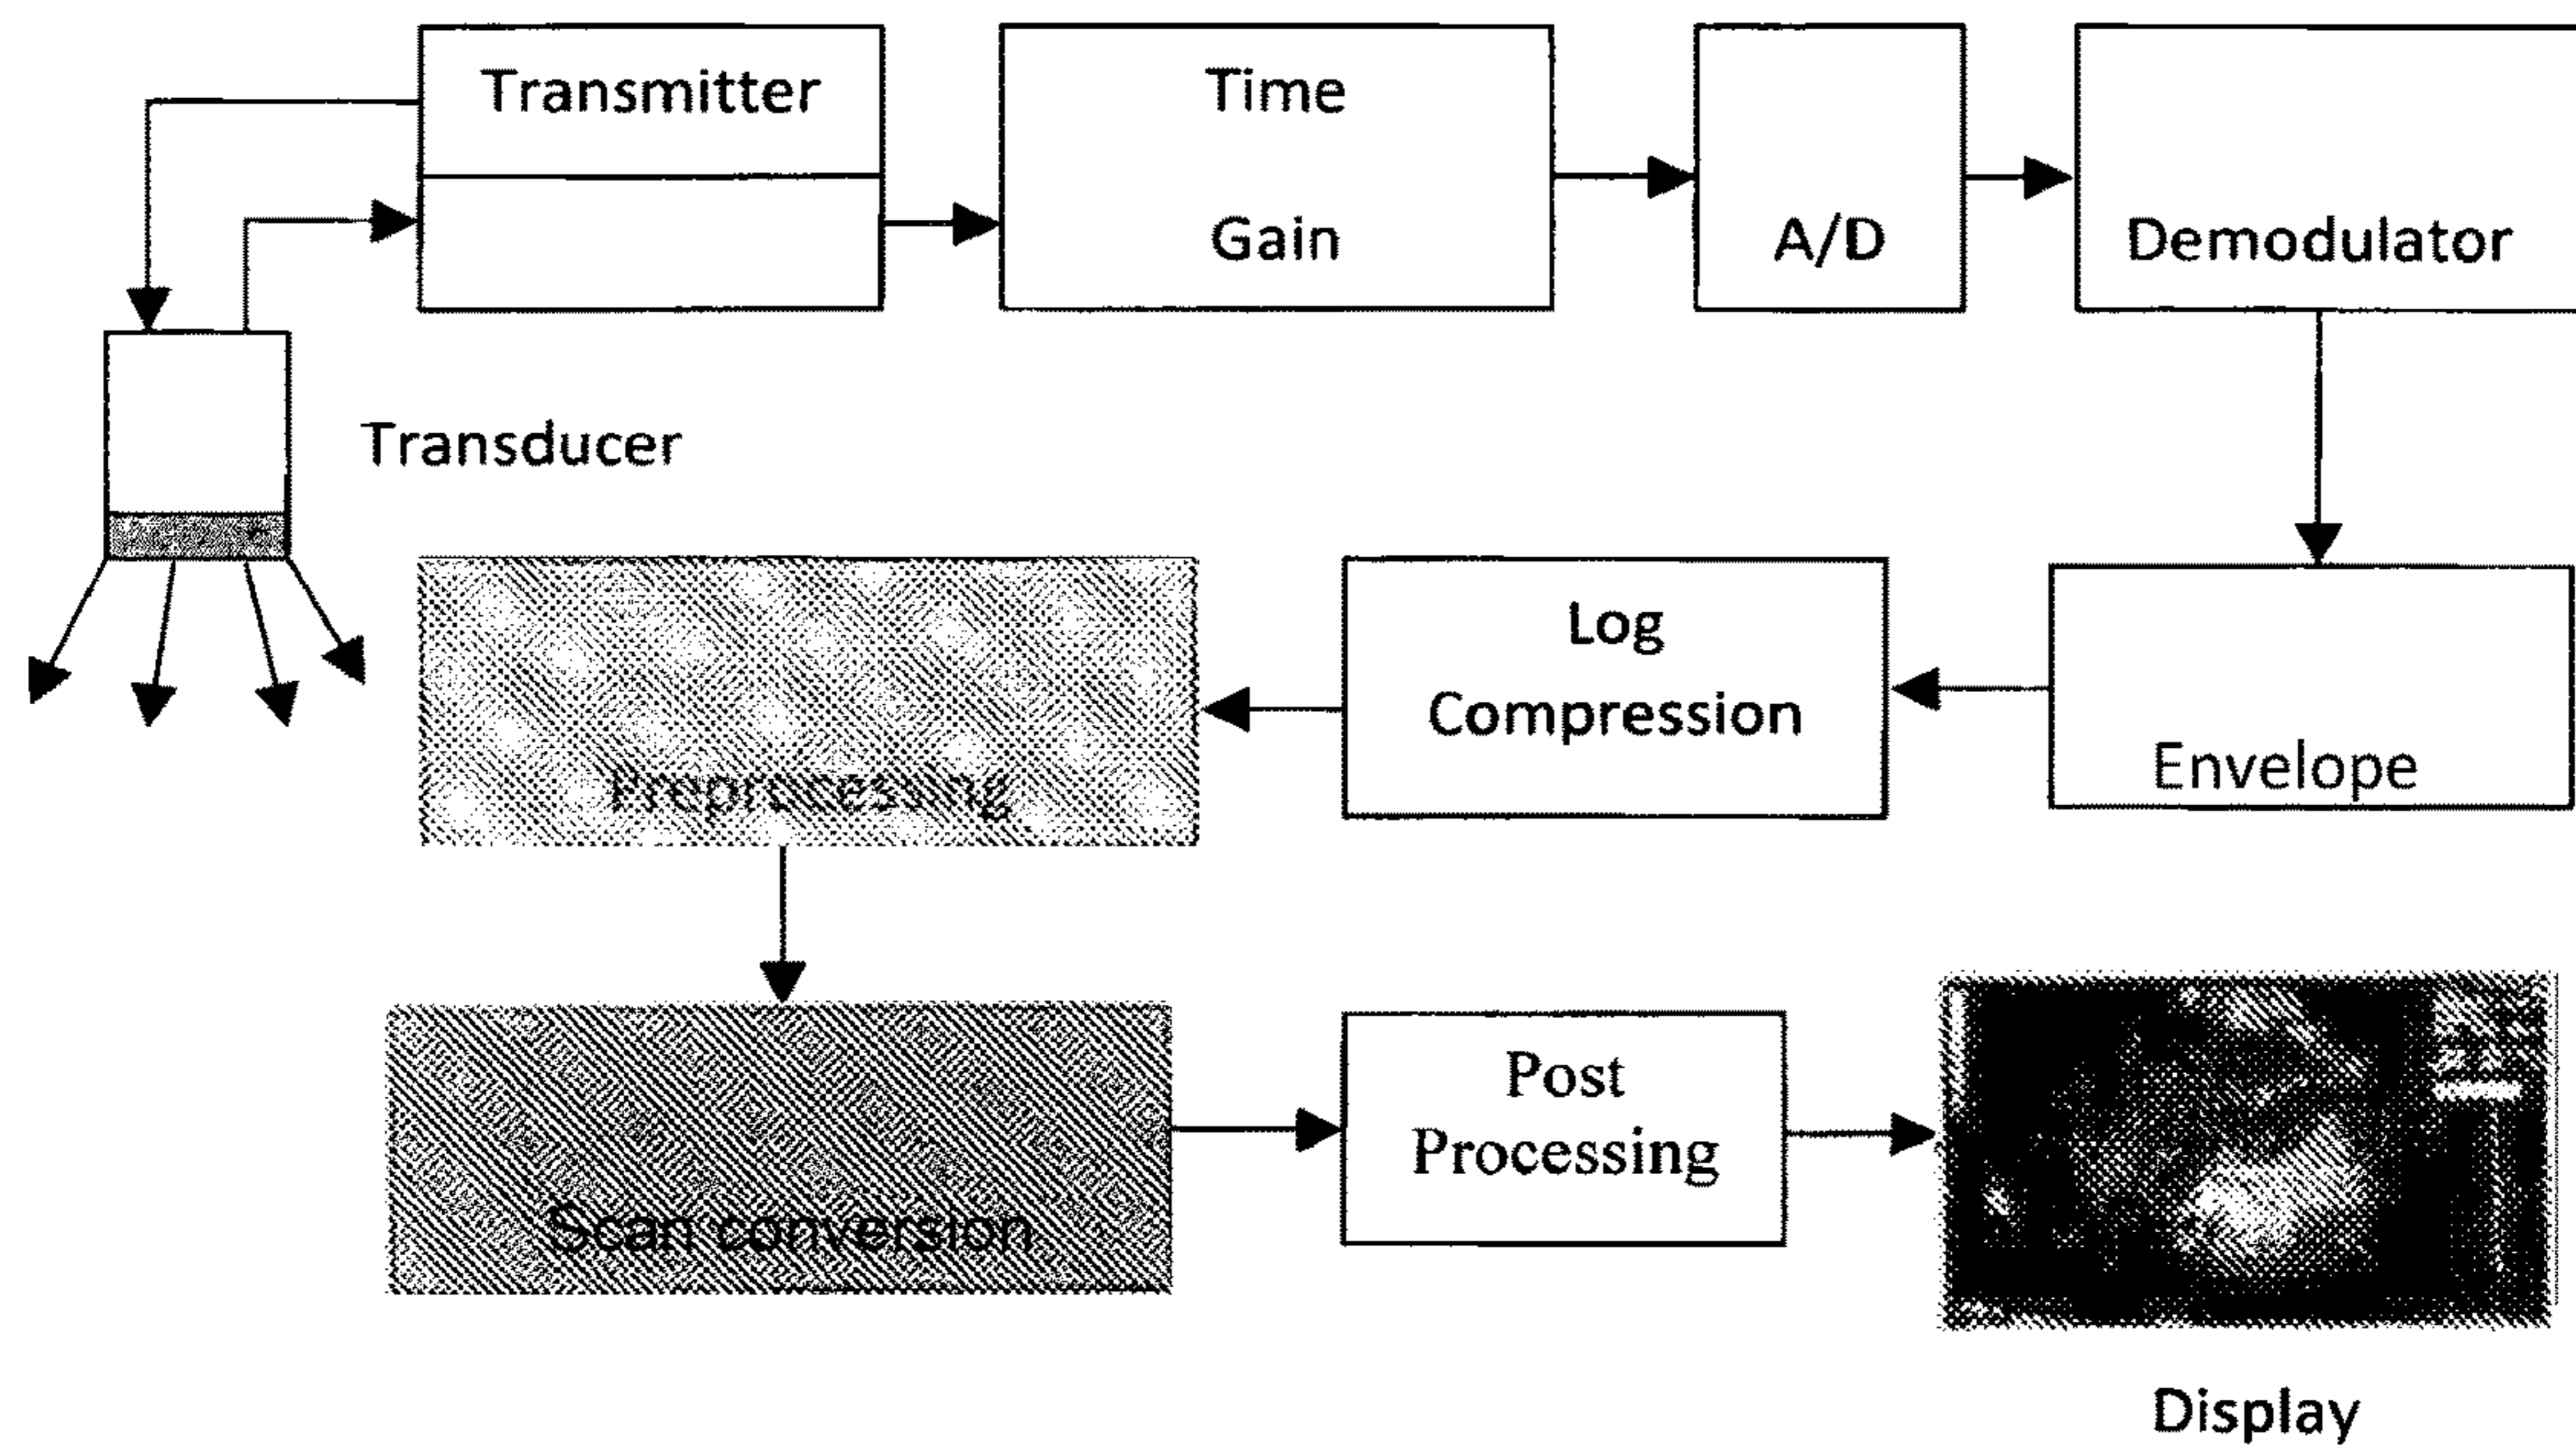 Transmitter
Time
Gain
A/D
Demodulator
Transducer
Log
Compression
Envelope
Preprocessing
Scan conversion
Post
Processing
Display